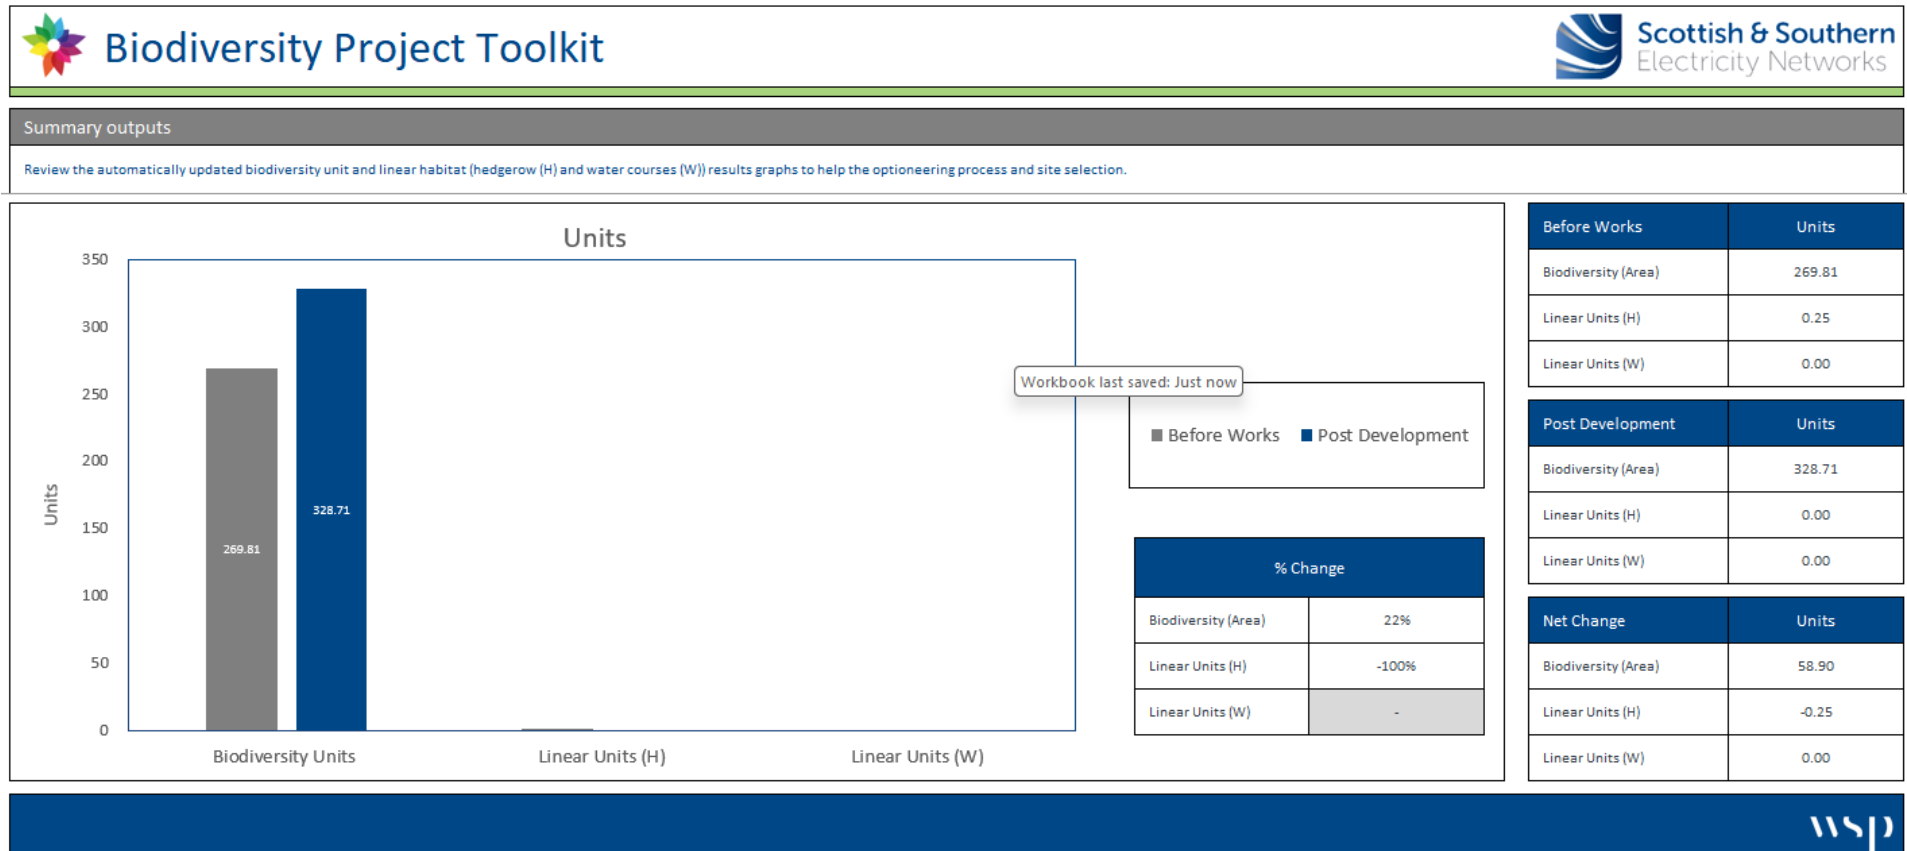 Biodiversity Project Toolkit
Scottish & Southern
Electricity Networks
Summary outputs
Review the automatically updated biodiversity unit and linear habitat (hedgerow (H) and water courses (W)) results graphs to help the optioneering process and site selection.
Units
350
300
250
200
150
100
50
0
Units
269.81
328.71
Biodiversity Units
Linear Units (H)
Linear Units (W)
Workbook last saved: Just now
Before Works Post Development
% Change
Biodiversity (Area) 22%
Linear Units (H) -100%
Linear Units (W) -
Before Works Units
Biodiversity (Area) 269.81
Linear Units (H) 0.25
Linear Units (W) 0.00
Post Development Units
Biodiversity (Area) 328.71
Linear Units (H) 0.00
Linear Units (W) 0.00
Net Change Units
Biodiversity (Area) 58.90
Linear Units (H) -0.25
Linear Units (W) 0.00
wsp